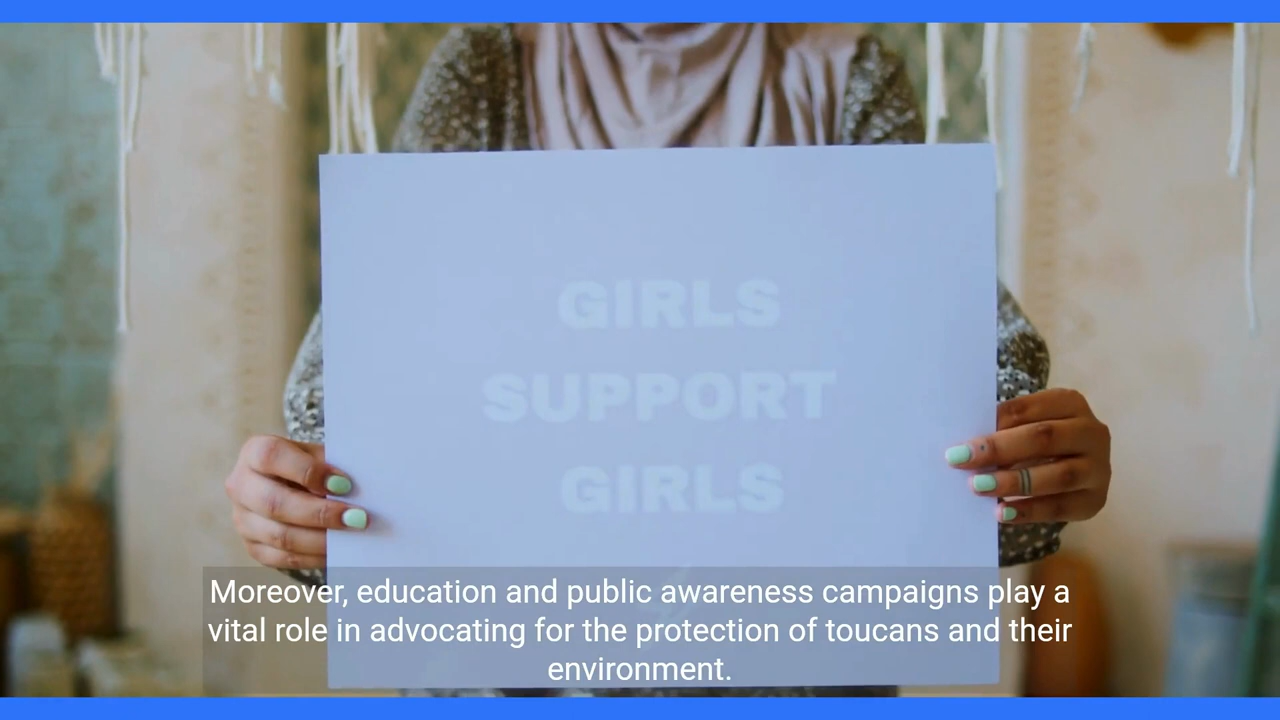 GIRLS
SUPPORT
GIRLS
Moreover, education and public awareness campaigns play a
vital role in advocating for the protection of toucans and their
environment.